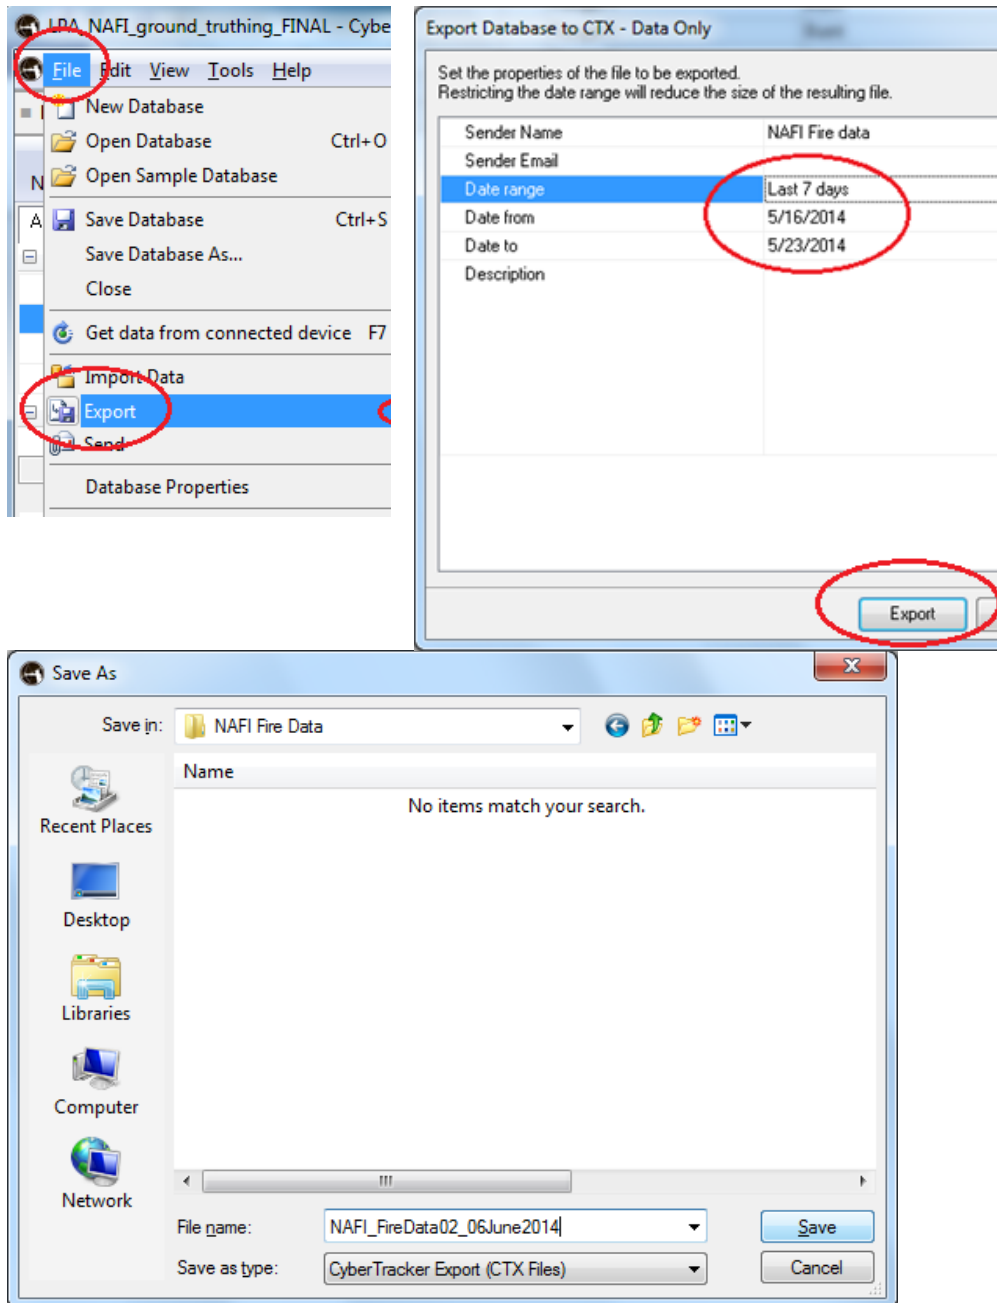 LPA_NAFI_ground_truthing_FINAL - Cybe
File Edit View Tools Help
New Database
Open Database Ctrl+O
Open Sample Database
Save Database Ctrl+S
Save Database As...
Close
Get data from connected device F7
Import Data
Export
Send
Database Properties
Export Database to CTX - Data Only
Set the properties of the file to be exported.
Restricting the date range will reduce the size of the resulting file.
Sender Name NAFI Fire data
Sender Email
Date range Last 7 days
Date from 5/16/2014
Date to 5/23/2014
Description
Export
Save As
Save in: NAFI Fire Data
Name
No items match your search.
Recent Places
Desktop
Libraries
Computer
Network
File name: NAFI_FireData02_06June2014
Save
Save as type: CyberTracker Export (CTX Files)
Cancel